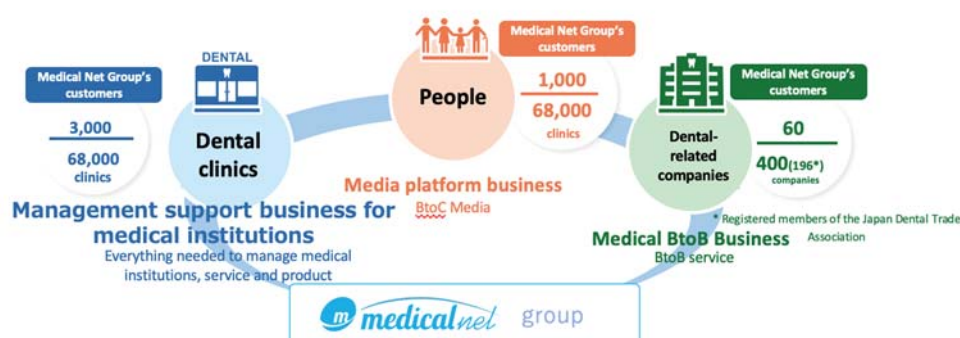 DENTAL
Medical Net Group's
customers
3,000
68,000
clinics
Dental
clinics
Management support business for
medical institutions
Everything needed to manage medical
institutions, service and product
Medical Net Group's
customers
1,000
68,000
clinics
People
Media platform business
BtoC Media
Medical Net Group's
customers
60
400(196*)
companies
Dental-
related
companies
* Registered members of the Japan Dental Trade
Association
Medical BtoB Business
BtoB service
m medicalnet group